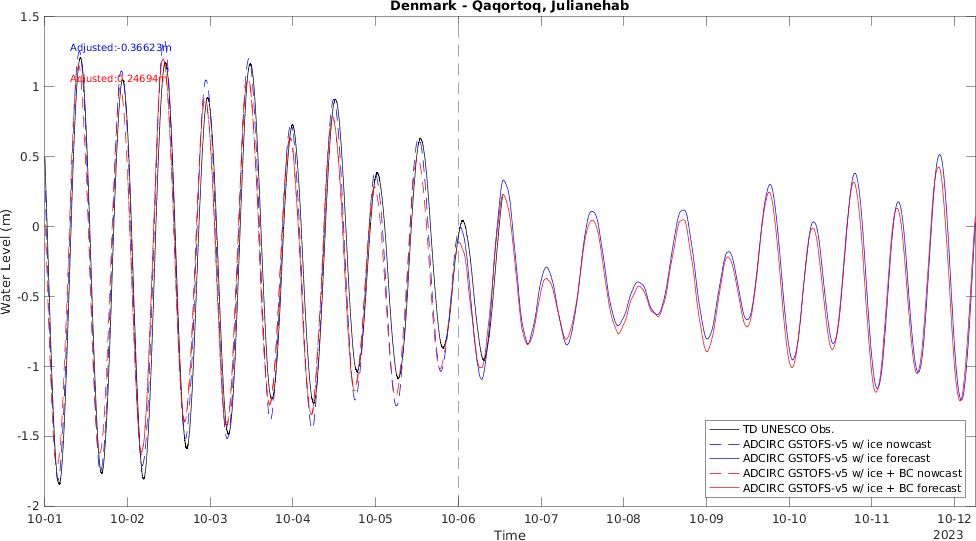 Denmark - Qaqortoq, Julianehab
1.5
1
0.5
0
-0.5
-1
-1.5
-2
Water Level (m)
Adjusted:-0.36623m
Adjusted:0.24694m
TD UNESCO Obs.
ADCIRC GSTOFS-v5 w/ ice nowcast
ADCIRC GSTOFS-v5 w/ ice forecast
ADCIRC GSTOFS-v5 w/ ice + BC nowcast
ADCIRC GSTOFS-v5 w/ ice + BC forecast
10-01 10-02 10-03 10-04 10-05 10-06 10-07 10-08 10-09 10-10 10-11 10-12
Time
2023